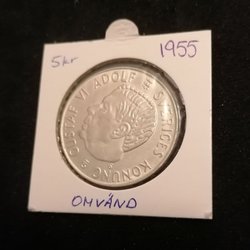 5kr 1955
GUSTAF VI ADOLF SVERIGES KONUNG
OMVÄND